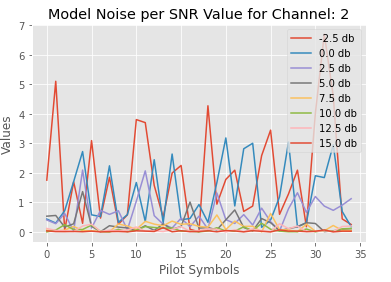 Model Noise per SNR Value for Channel: 2
Values
7
6
5
4
3
2
1
0
-2.5 db
0.0 db
2.5 db
5.0 db
7.5 db
10.0 db
12.5 db
15.0 db
0 5 10 15 20 25 30 35
Pilot Symbols